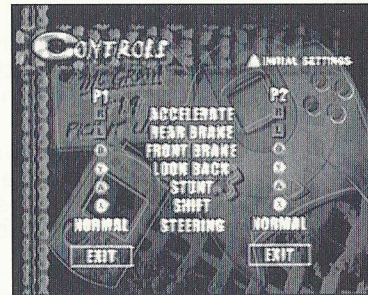 CONTROLS
INITIAL SETTINGS
P1 P2
R ACCELERATE R
L REAR BRAKE L
B FRONT BRAKE B
Y LOOK BACK Y
A STUNT A
X SHIFT X
NORMAL STEERING NORMAL
EXIT EXIT